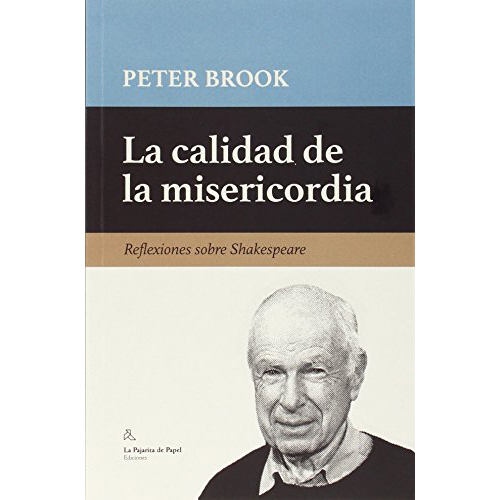 PETER BROOK
La calidad de
la misericordia
Reflexiones sobre Shakespeare
La Pajarita de Papel
Ediciones